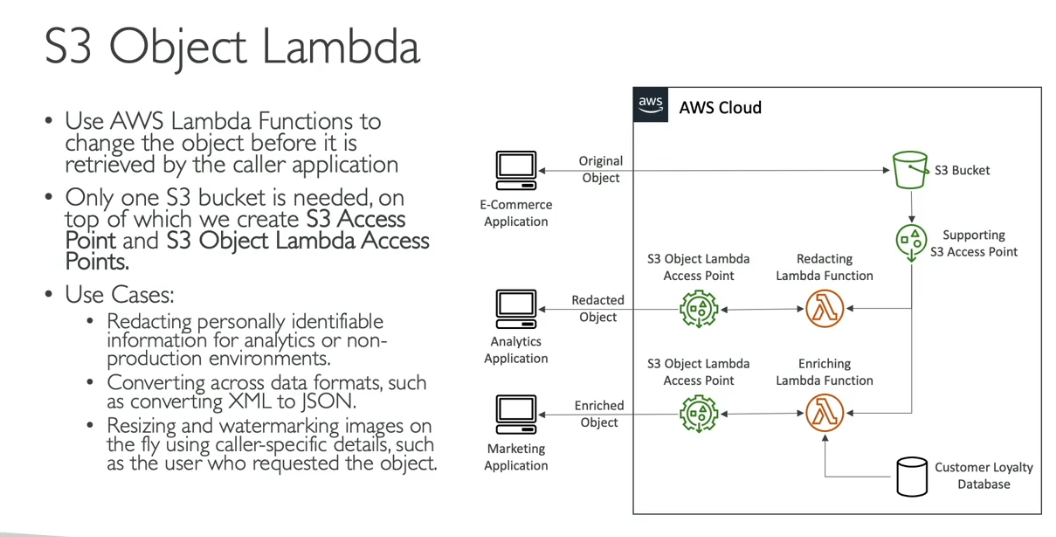 S3 Object Lambda
• Use AWS Lambda Functions to
change the object before it is
retrieved by the caller application
• Only one S3 bucket is needed, on
top of which we create S3 Access
Point and S3 Object Lambda Access
Points.
• Use Cases:
• Redacting personally identifiable
information for analytics or non-
production environments.
• Converting across data formats, such
as converting XML to JSON.
• Resizing and watermarking images on
the fly using caller-specific details, such
as the user who requested the object.
aws
AWS Cloud
E-Commerce
Application
Original
Object
S3 Bucket
Supporting
S3 Access Point
Analytics
Application
Redacted
Object
S3 Object Lambda
Access Point
Redacting
Lambda Function
Marketing
Application
Enriched
Object
S3 Object Lambda
Access Point
Enriching
Lambda Function
Customer Loyalty
Database